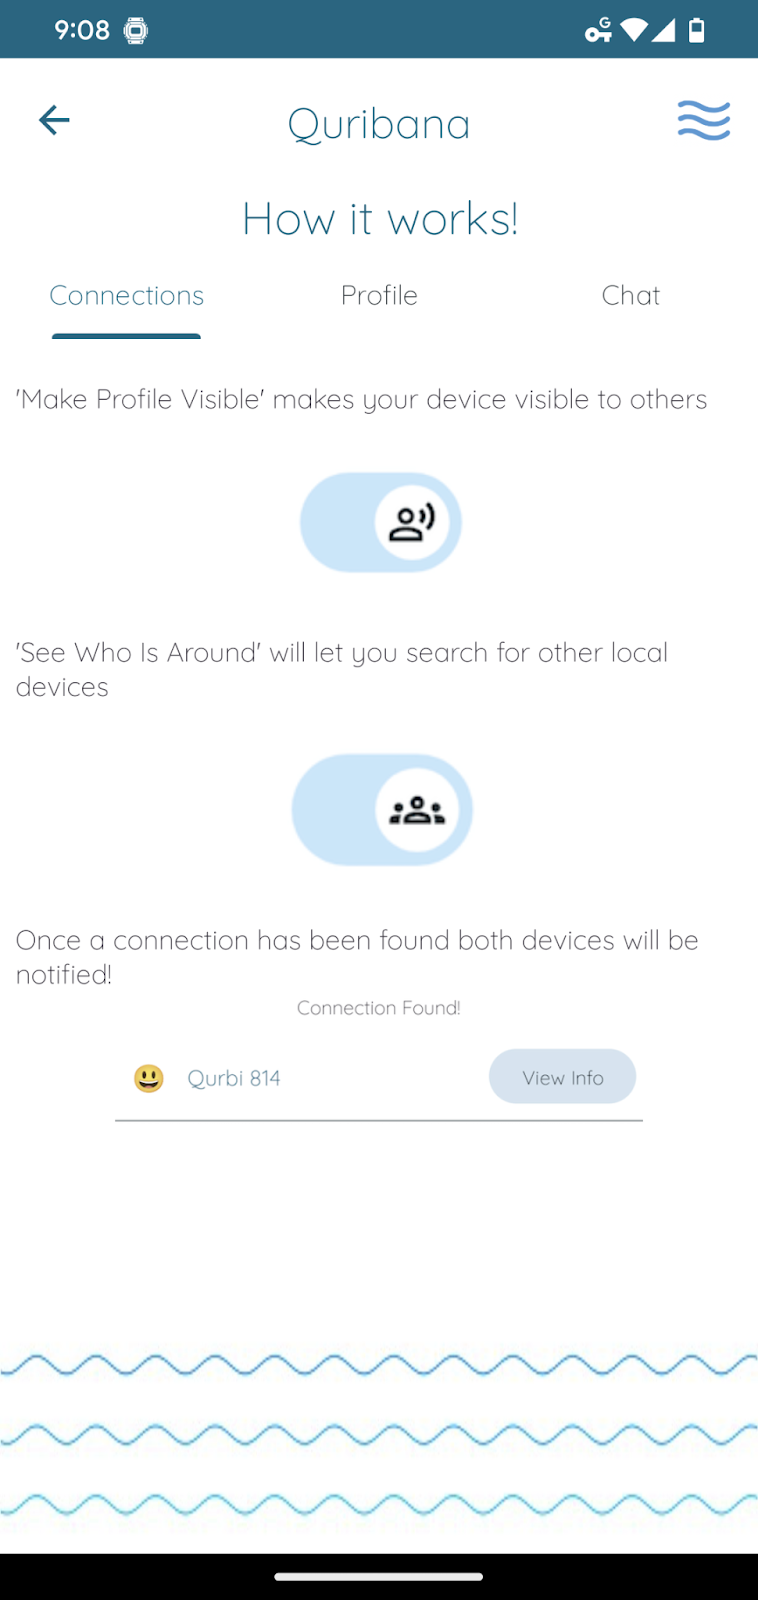 9:08
G
Quribana
How it works!
Connections Profile Chat
'Make Profile Visible' makes your device visible to others
'See Who Is Around' will let you search for other local
devices
Once a connection has been found both devices will be
notified!
Connection Found!
Qurbi 814 View Info